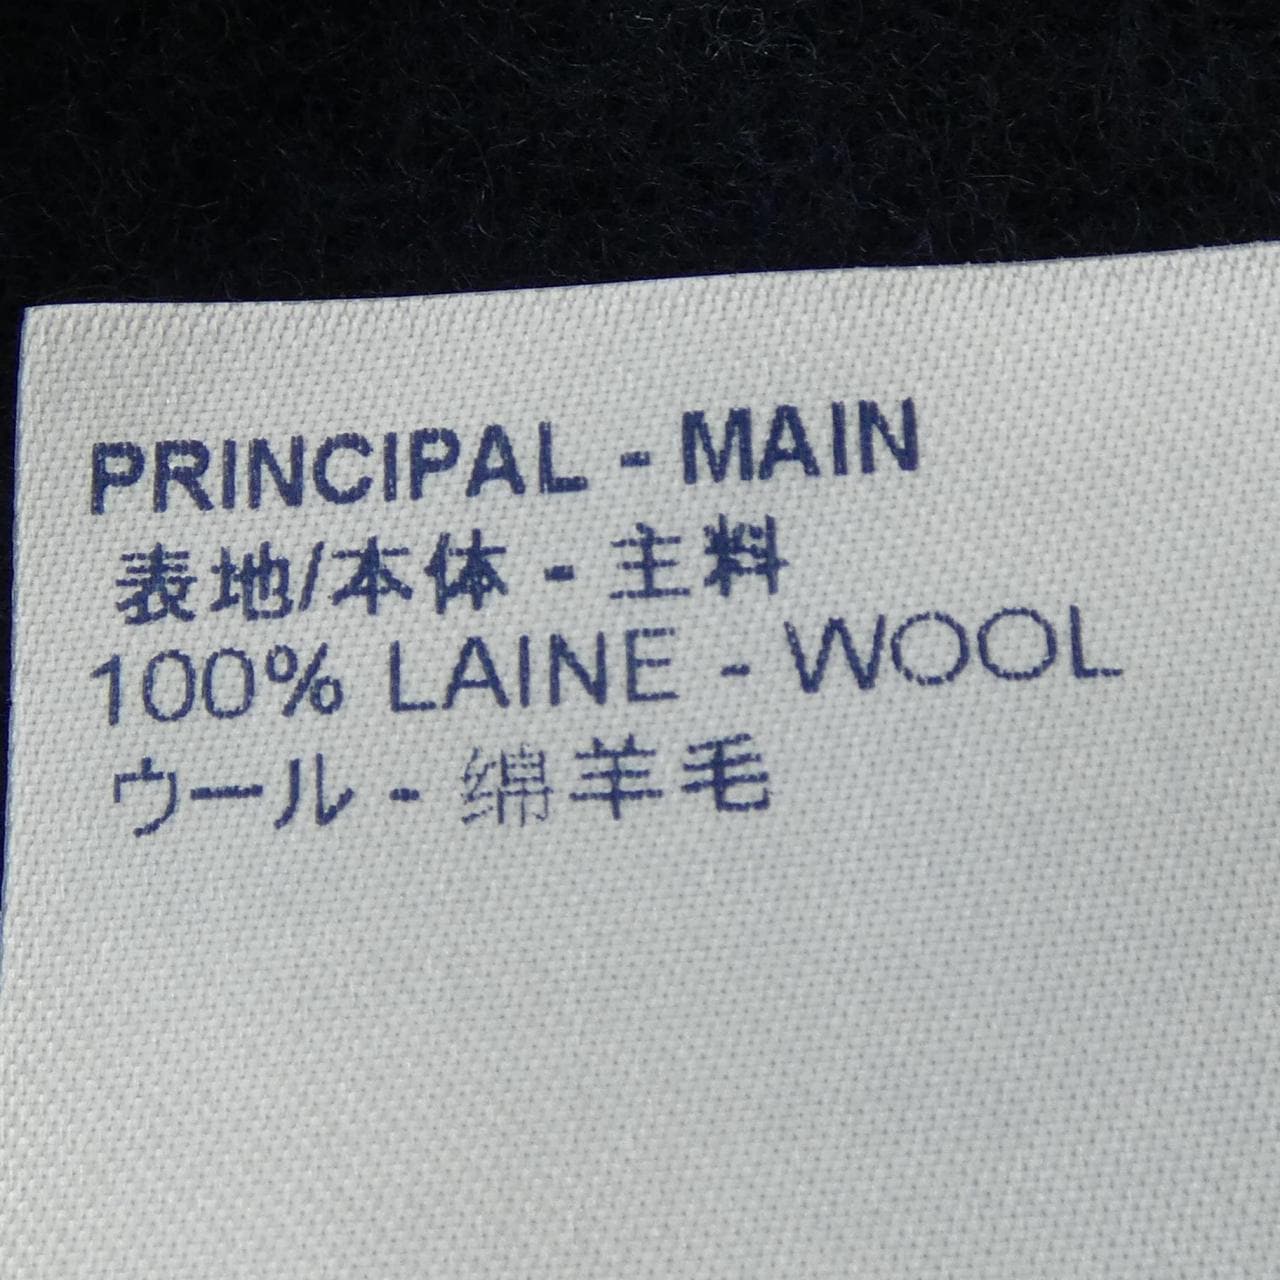 PRINCIPAL - MAIN
表地/本体 - 主料
100% LAINE - WOOL
ウール - 绵羊毛